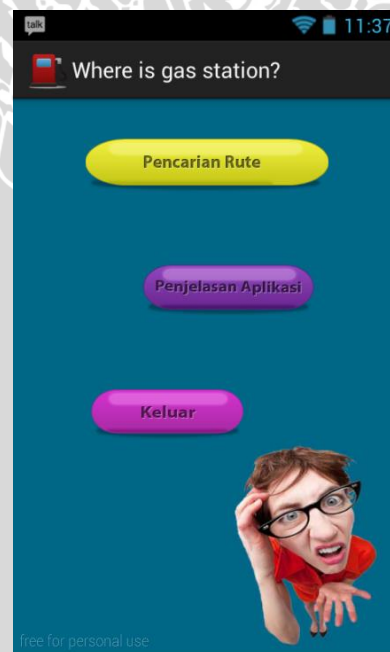 talk
11:37
Where is gas station?
Pencarian Rute
Penjelasan Aplikasi
Keluar
free for personal use